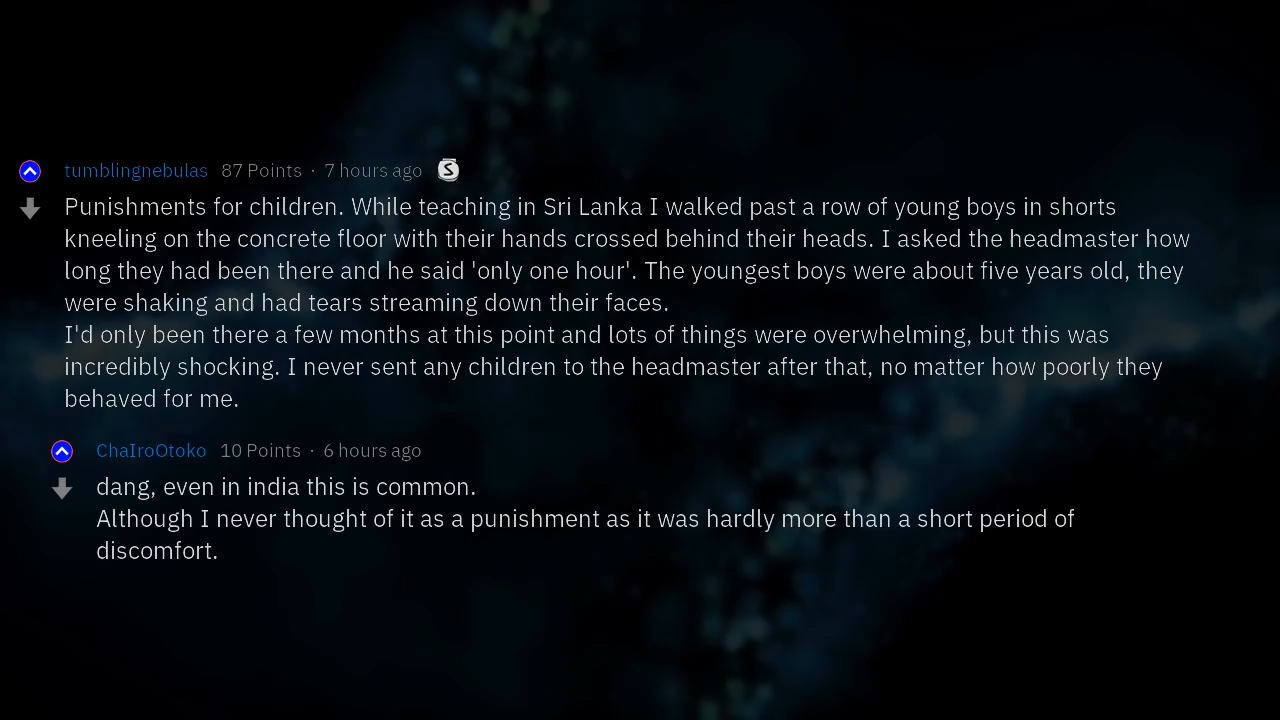 tumblingnebulas 87 Points · 7 hours ago S
Punishments for children. While teaching in Sri Lanka I walked past a row of young boys in shorts
kneeling on the concrete floor with their hands crossed behind their heads. I asked the headmaster how
long they had been there and he said 'only one hour'. The youngest boys were about five years old, they
were shaking and had tears streaming down their faces.
I'd only been there a few months at this point and lots of things were overwhelming, but this was
incredibly shocking. I never sent any children to the headmaster after that, no matter how poorly they
behaved for me.
ChaIroOtoko 10 Points · 6 hours ago
dang, even in india this is common.
Although I never thought of it as a punishment as it was hardly more than a short period of
discomfort.